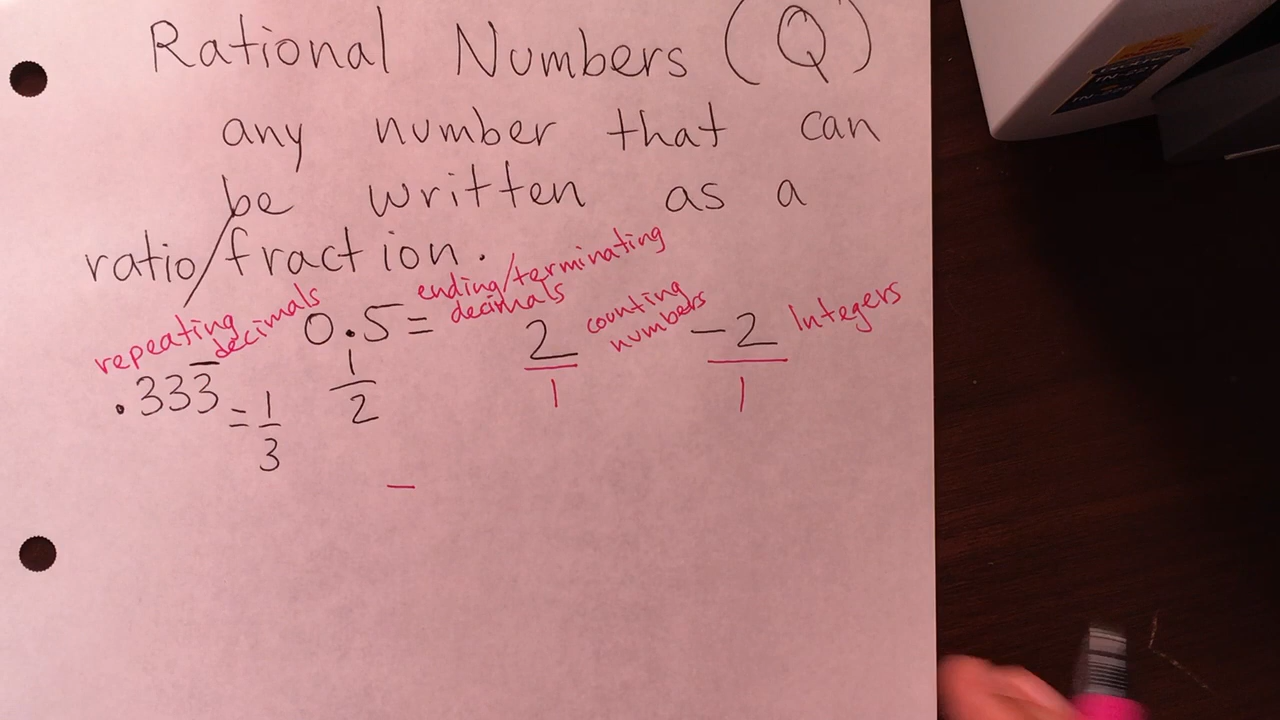 Rational Numbers (Q)
any number that can
be written as a
ratio/fraction.
repeating decimals
.333̅ = 1/3
ending/terminating decimals
0.5 = 1/2
counting numbers
2/1
Integers
-2/1
—